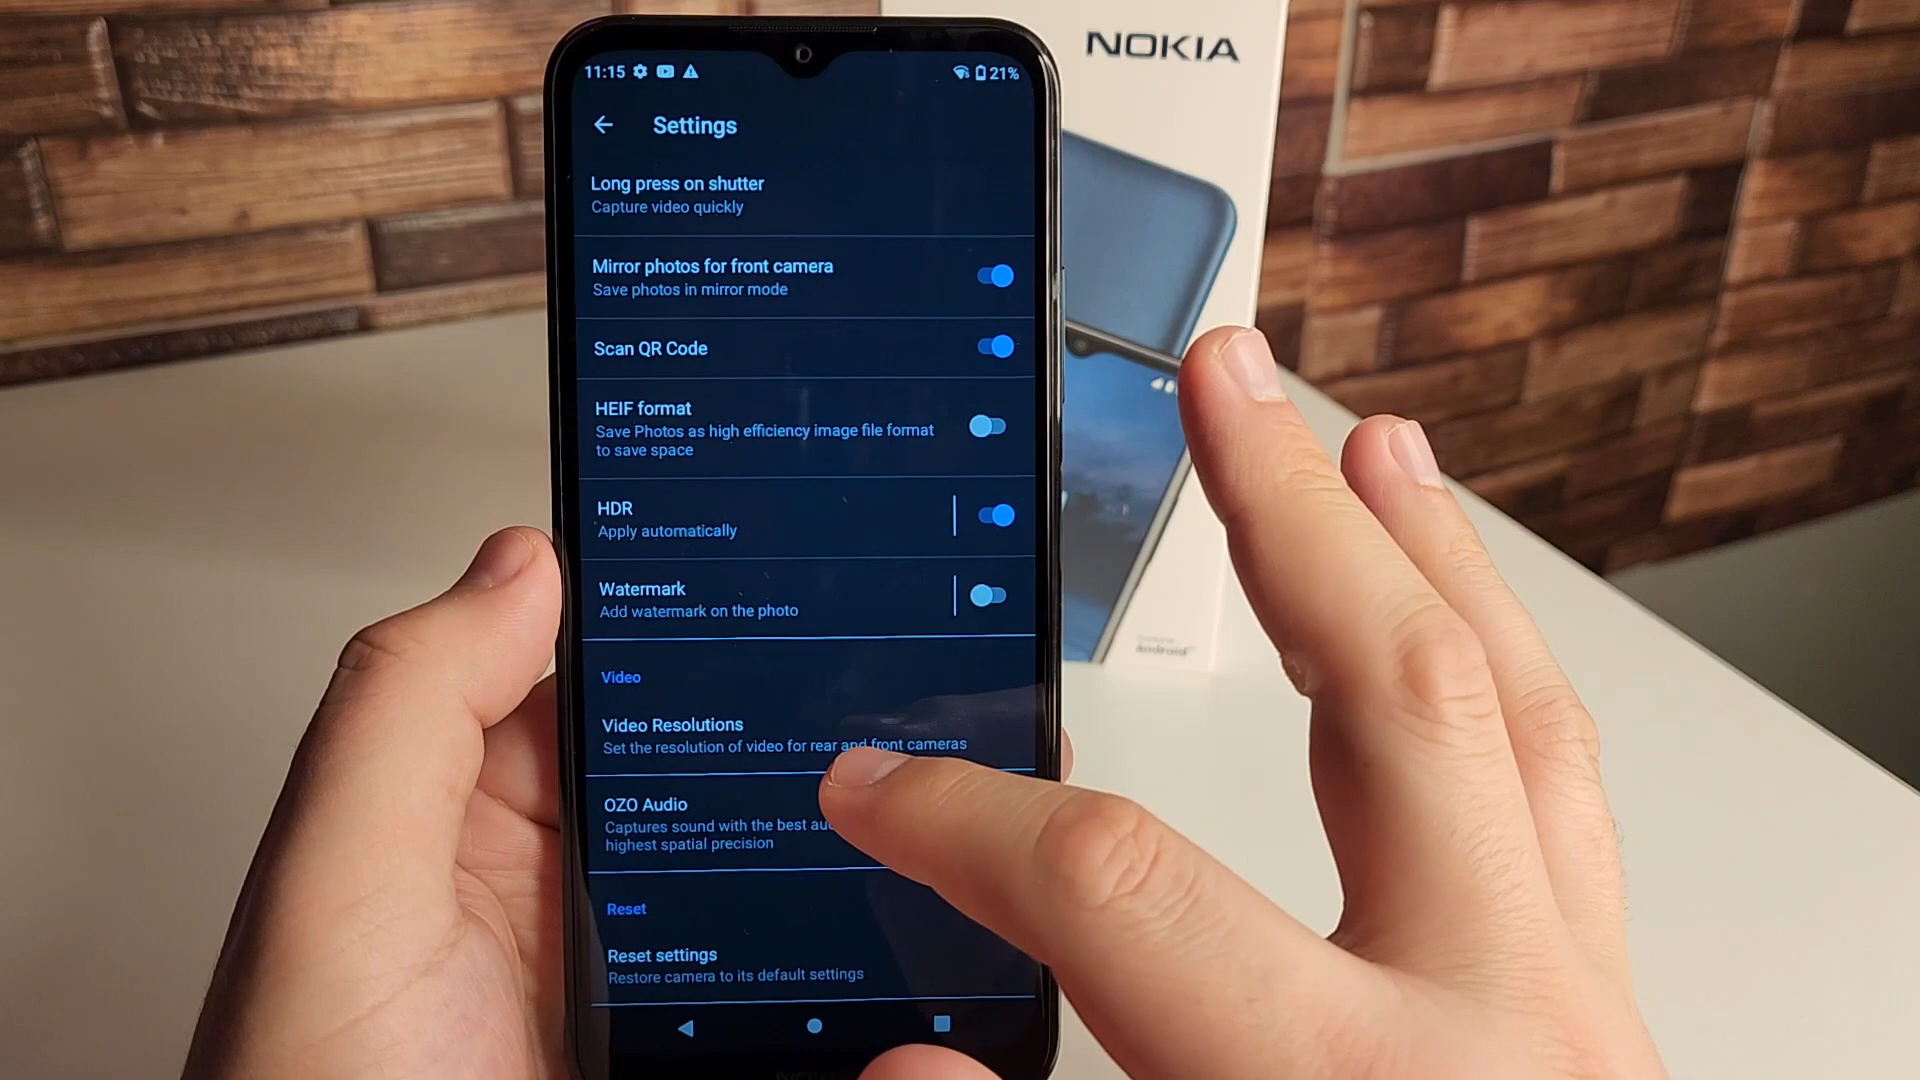 NOKIA
11:15
21%
Settings
Long press on shutter
Capture video quickly
Mirror photos for front camera
Save photos in mirror mode
Scan QR Code
HEIF format
Save Photos as high efficiency image file format
to save space
HDR
Apply automatically
Watermark
Add watermark on the photo
Android
Video
Video Resolutions
Set the resolution of video for rear and front cameras
OZO Audio
Captures sound with the best
highest spatial precision
Reset
Reset settings
Restore camera to its default settings